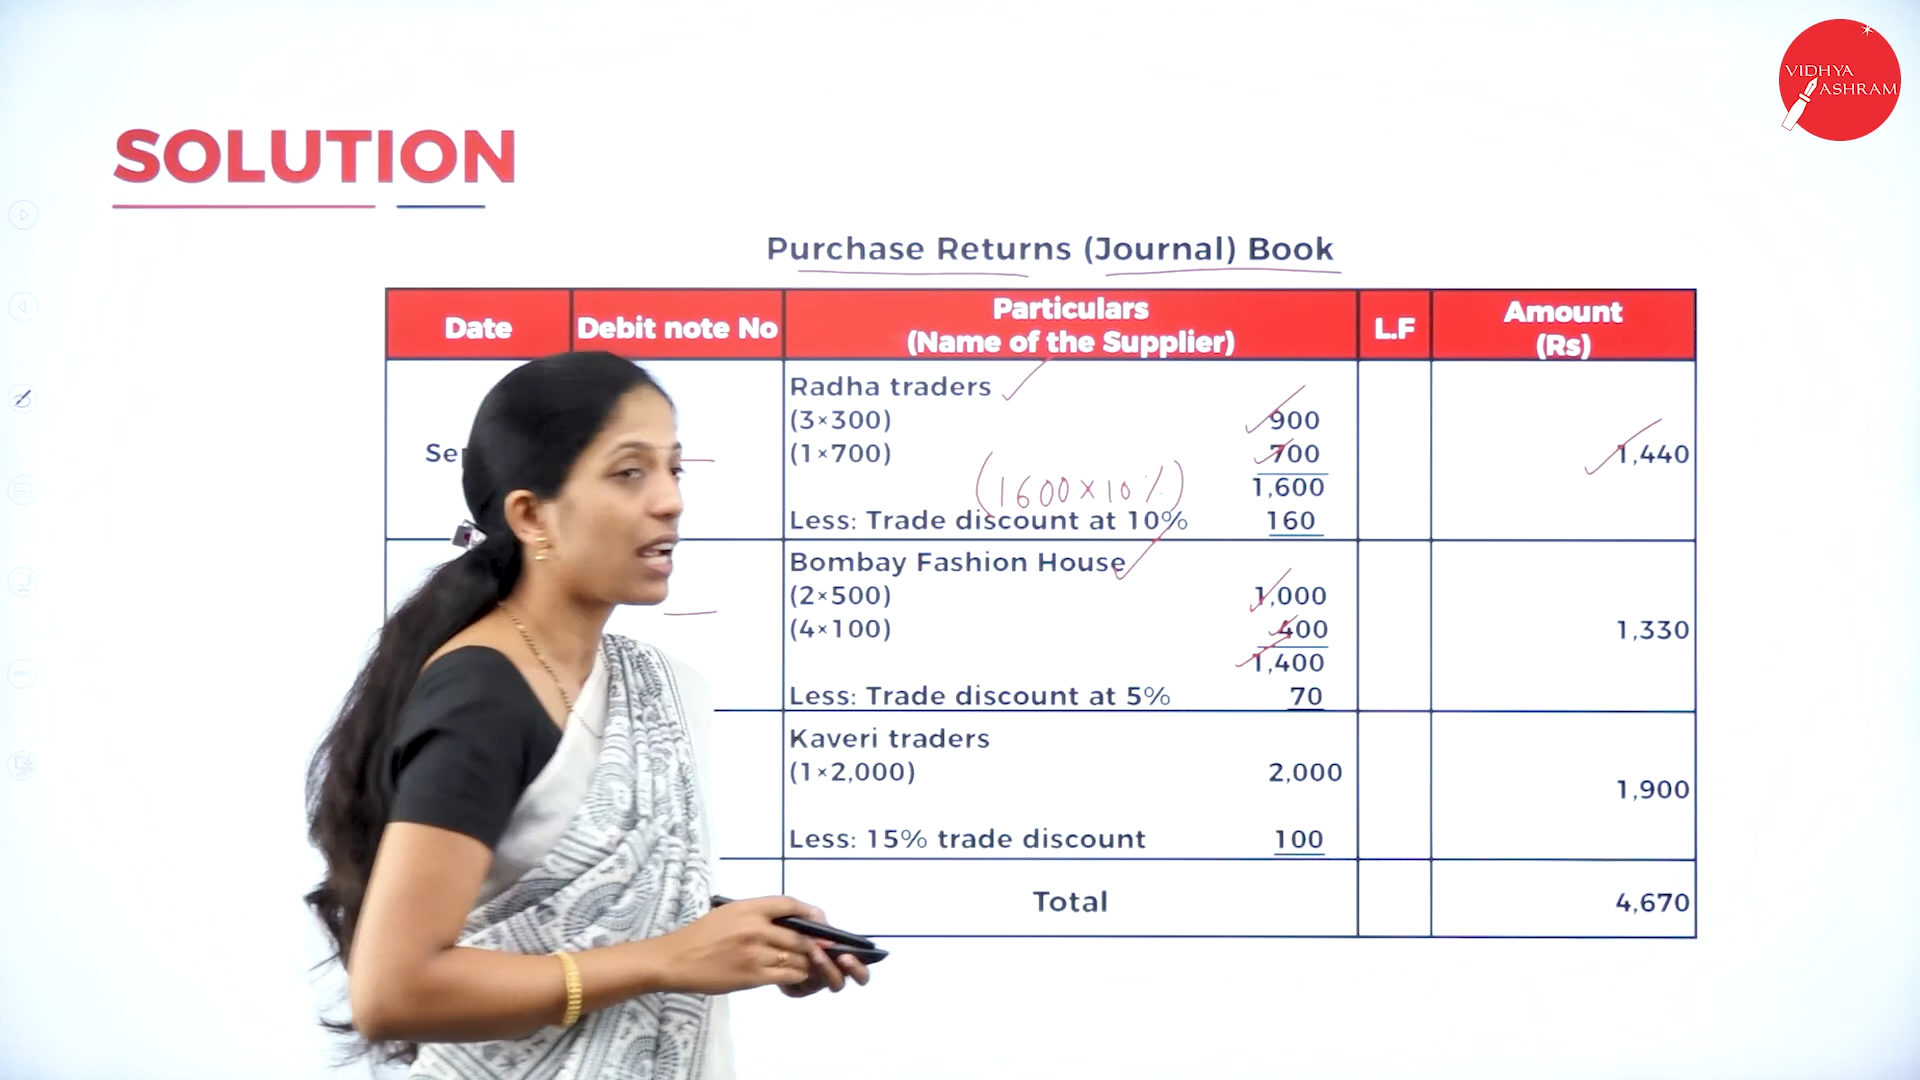 VIDHYA
ASHRAM
SOLUTION
Purchase Returns (Journal) Book
Date Debit note No Particulars (Name of the Supplier) L.F Amount (Rs)
Radha traders
(3×300) 900
(1×700) 700 1,440
(1600×10%) 1,600
Less: Trade discount at 10% 160
Bombay Fashion House
(2×500) 1,000
(4×100) 400 1,330
1,400
Less: Trade discount at 5% 70
Kaveri traders
(1×2,000) 2,000
1,900
Less: 15% trade discount 100
Total 4,670